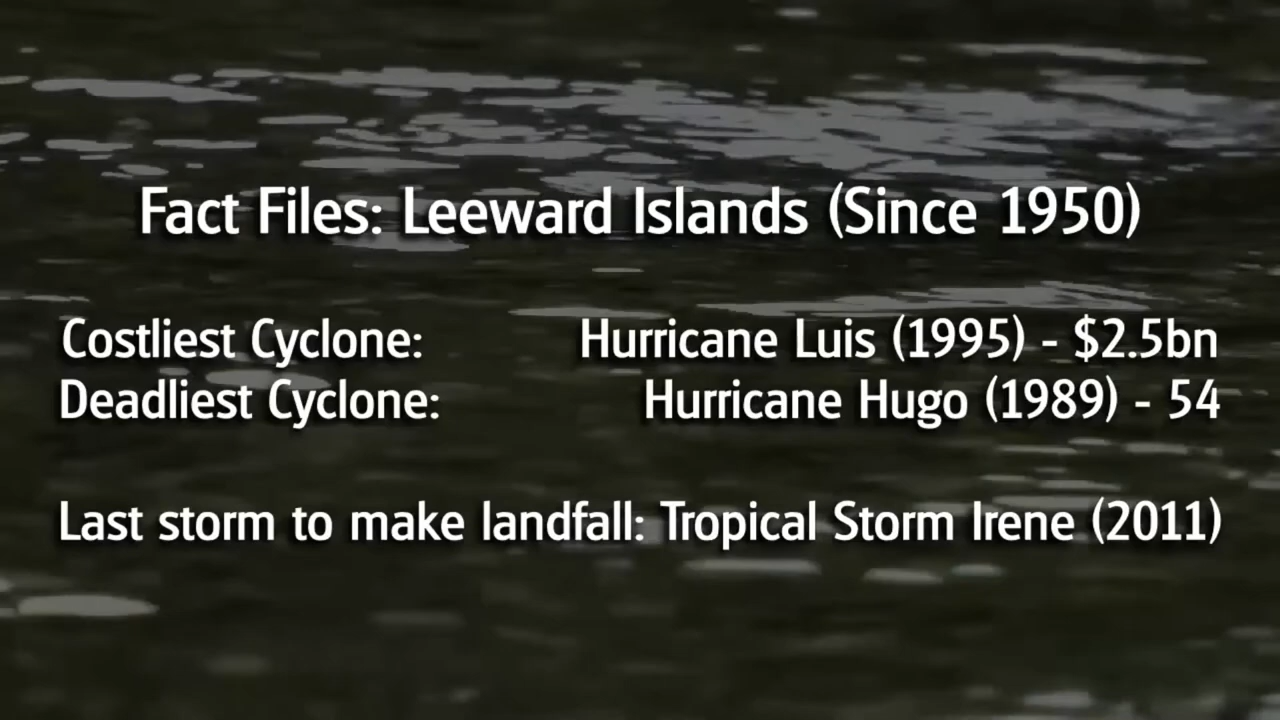 Fact Files: Leeward Islands (Since 1950)
Costliest Cyclone: Hurricane Luis (1995) - $2.5bn
Deadliest Cyclone: Hurricane Hugo (1989) - 54
Last storm to make landfall: Tropical Storm Irene (2011)